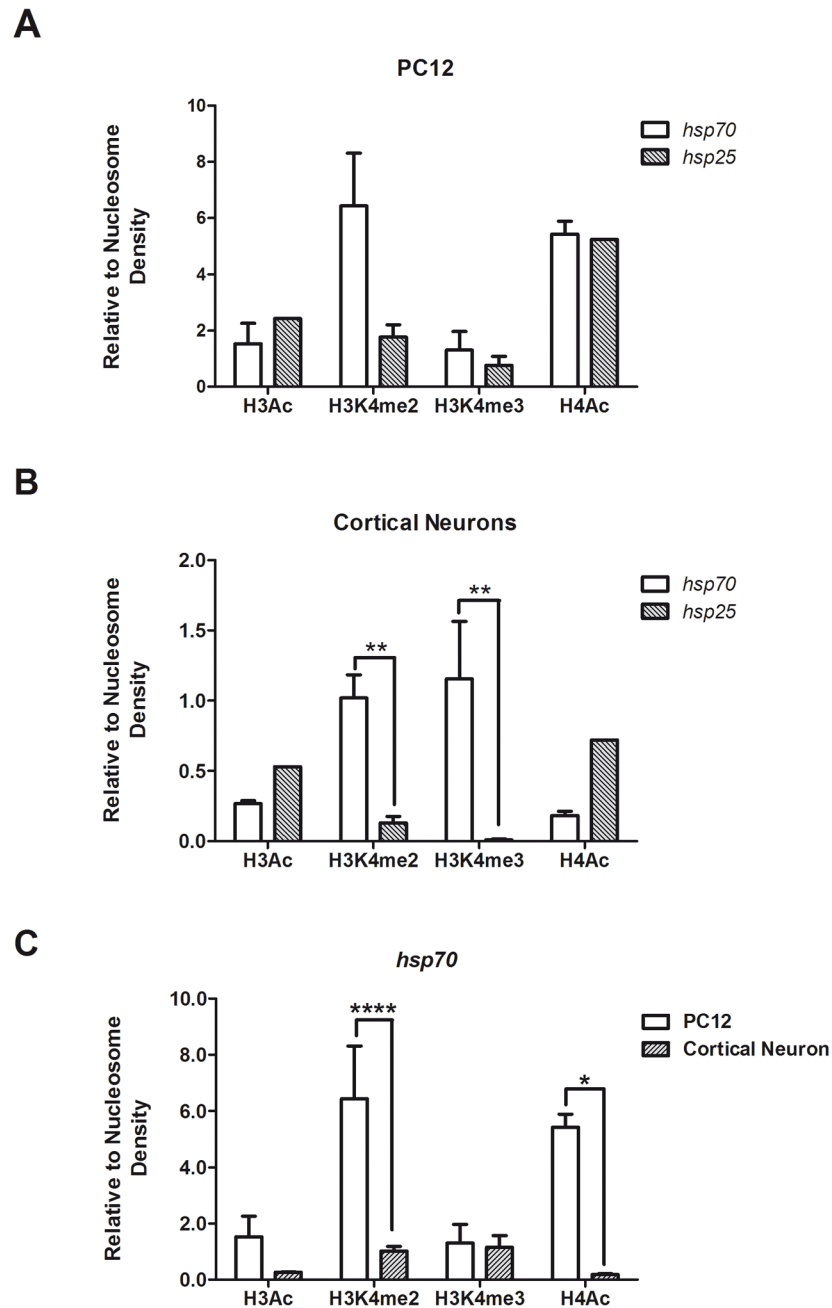 A
PC12
Relative to Nucleosome
Density
10
8
6
4
2
0
H3Ac H3K4me2 H3K4me3 H4Ac
hsp70
hsp25
B
Cortical Neurons
Relative to Nucleosome
Density
2.0
1.5
1.0
0.5
0.0
** **
H3Ac H3K4me2 H3K4me3 H4Ac
hsp70
hsp25
C
hsp70
Relative to Nucleosome
Density
10.0
8.0
6.0
4.0
2.0
0.0
**** *
H3Ac H3K4me2 H3K4me3 H4Ac
PC12
Cortical Neuron